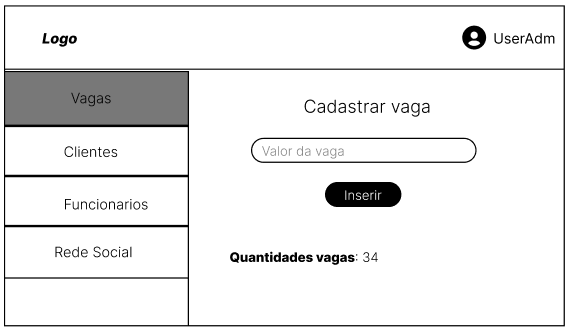 Logo
UserAdm
Vagas
Clientes
Funcionarios
Rede Social
Cadastrar vaga
Valor da vaga
Inserir
Quantidades vagas: 34